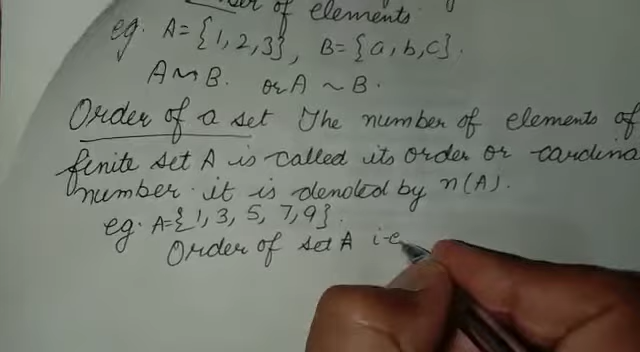 of elements
eg. A={1,2,3}, B={a,b,c}.
A~B. or A ~ B.
Order of a set The number of elements of
finite set A is called its order or cardina
number. it is denoted by n(A).
eg. A={1,3,5,7,9}.
Order of set A i-e